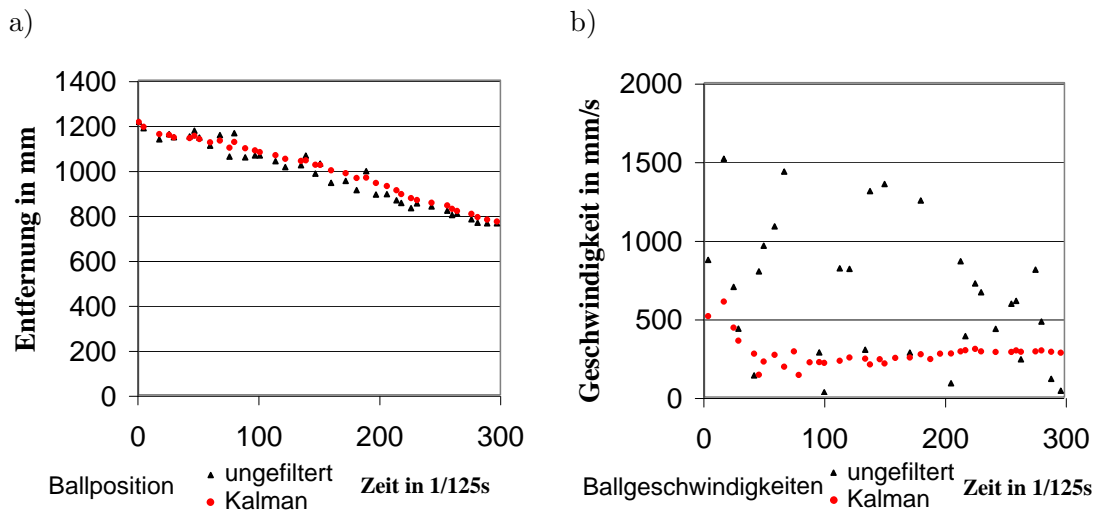 a)
Entfernung in mm
1400
1200
1000
800
600
400
200
0
0 100 200 300
Ballposition
ungefiltert
Kalman
Zeit in 1/125s
b)
Geschwindigkeit in mm/s
2000
1500
1000
500
0
0 100 200 300
Ballgeschwindigkeiten
ungefiltert
Kalman
Zeit in 1/125s